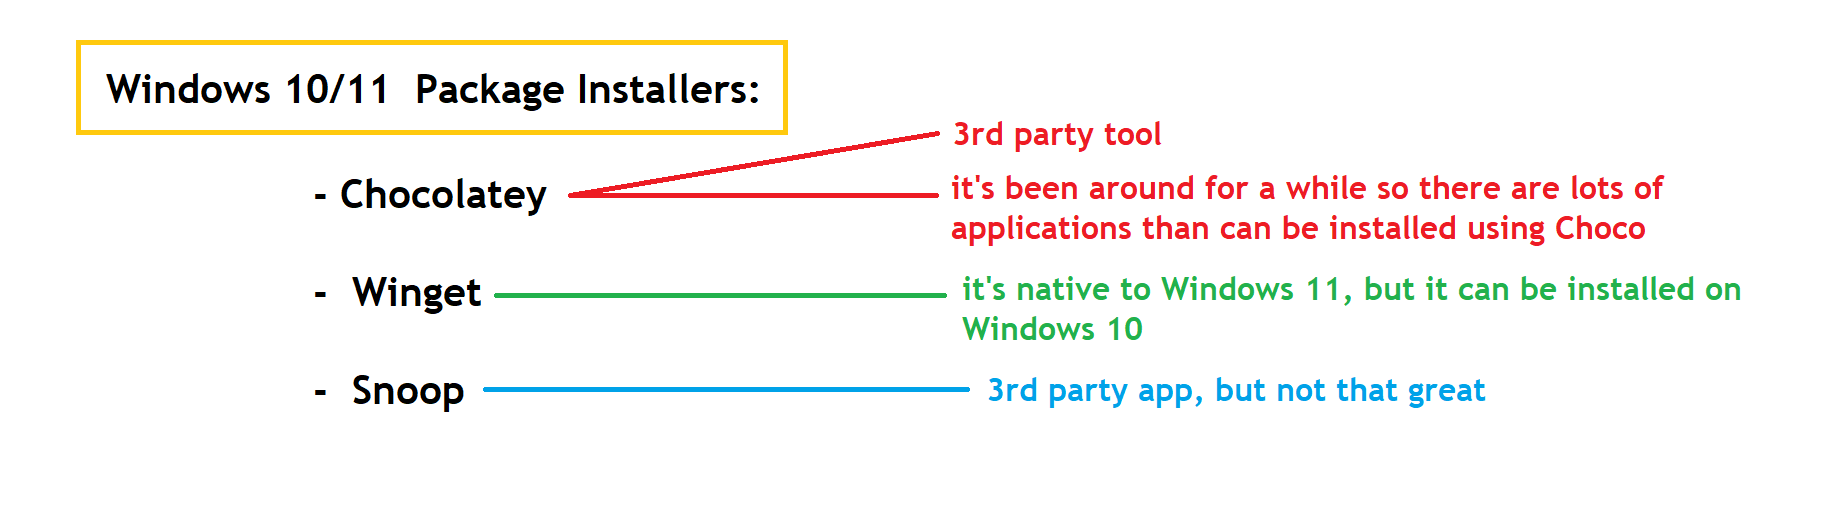 Windows 10/11 Package Installers:
3rd party tool
- Chocolatey
it's been around for a while so there are lots of
applications than can be installed using Choco
- Winget
it's native to Windows 11, but it can be installed on
Windows 10
- Snoop
3rd party app, but not that great